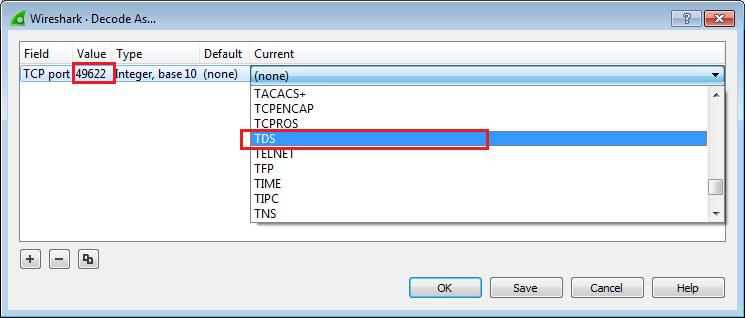 Wireshark · Decode As...
Field Value Type Default Current
TCP port 49622 Integer, base 10 (none) (none)
TACACS+
TCPENCAP
TCPROS
TDS
TELNET
TFP
TIME
TIPC
TNS
OK Save Cancel Help